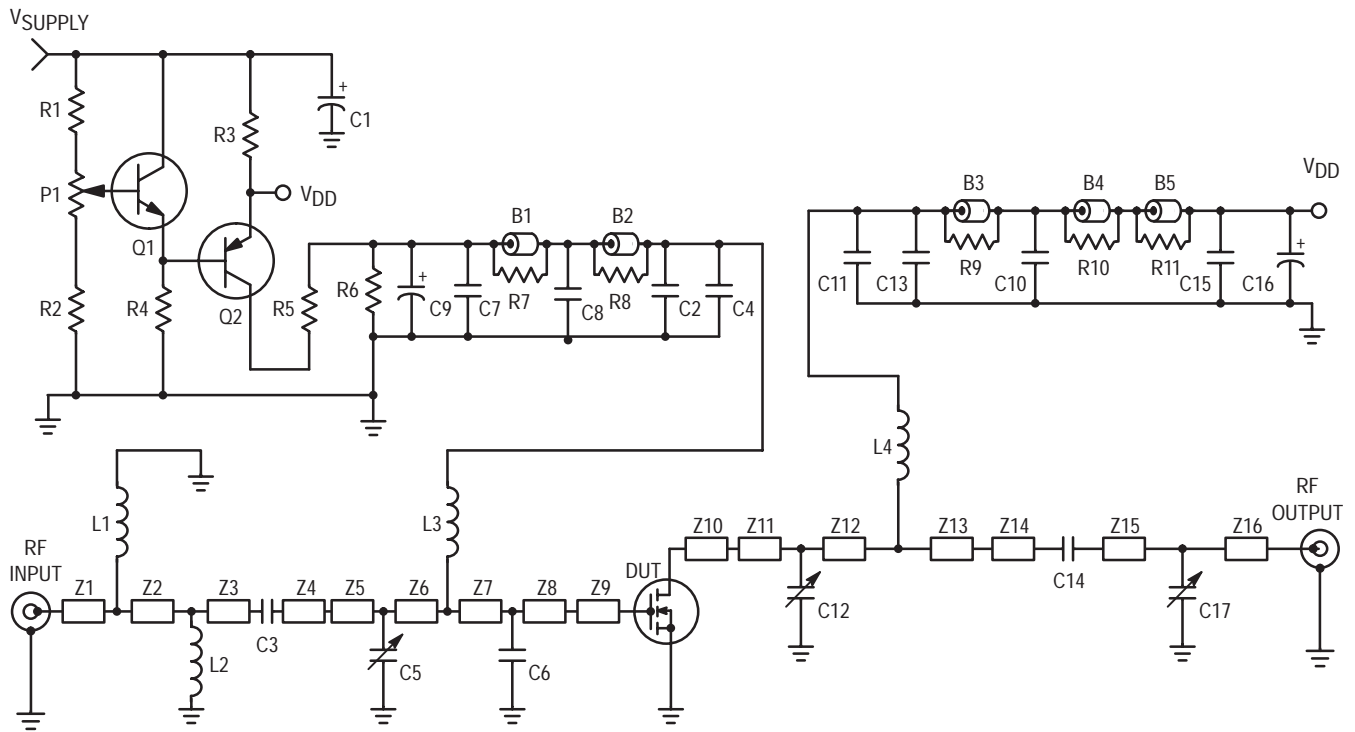 VSUPPLY
R1
P1
R2
Q1
R4
R3
+
C1
VDD
Q2
R5
R6
+
C9
C7
B1
R7
C8
B2
R8
C2
C4
B3
R9
B4
R10
B5
R11
VDD
C11
C13
C10
C15
C16
+
L1
L3
L4
RF
INPUT
Z1
Z2
Z3
Z4
Z5
Z6
Z7
Z8
Z9
C3
L2
C5
C6
DUT
Z10
Z11
Z12
Z13
Z14
Z15
Z16
C12
C14
C17
RF
OUTPUT